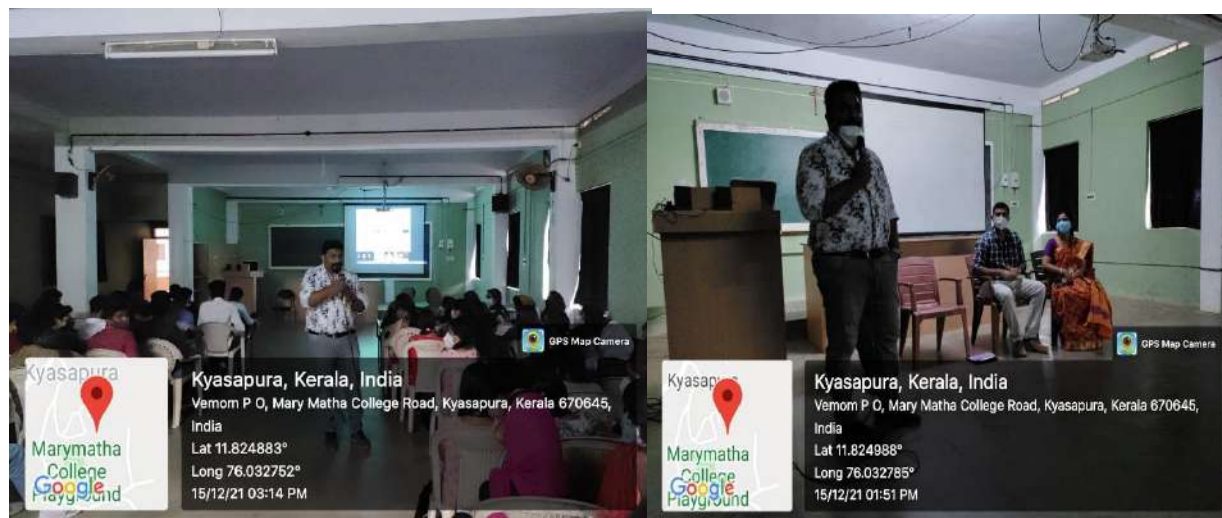 GPS Map Camera
Kyasapura
Marymatha
College
Playground
Google
Kyasapura, Kerala, India
Vemom P O, Mary Matha College Road, Kyasapura, Kerala 670645,
India
Lat 11.824883°
Long 76.032752°
15/12/21 03:14 PM
GPS Map Camera
Marymatha
College
Playground
Google
Kyasapura, Kerala, India
Vemom P O, Mary Matha College Road, Kyasapura, Kerala 670645,
India
Lat 11.824988°
Long 76.032785°
15/12/21 01:51 PM